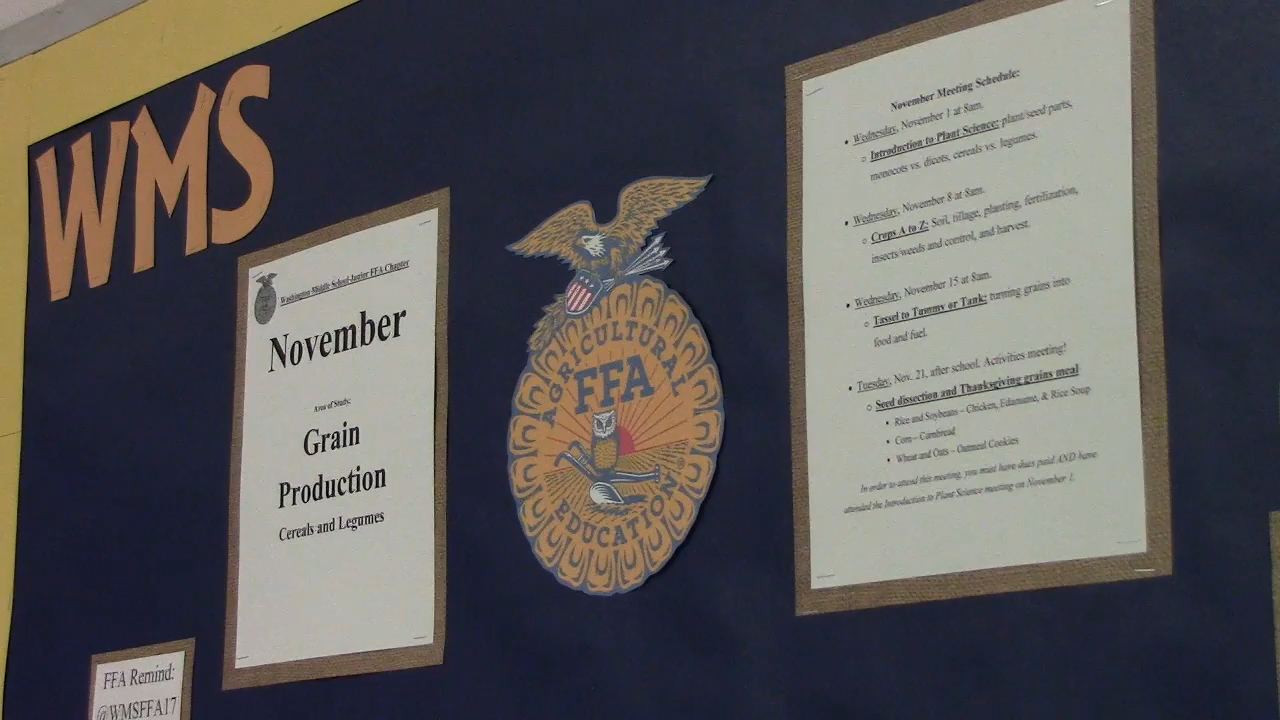 WMS
Washington Middle School-Junior FFA Chapter
November
Area of Study:
Grain
Production
Cereals and Legumes
FFA Remind:
@WMSFFA17
AGRICULTURAL
FFA
EDUCATION
®
November Meeting Schedule:
• Wednesday, November 1 at 8am.
○ Introduction to Plant Science: plant/seed parts,
monocots vs. dicots, cereals vs. legumes.
• Wednesday, November 8 at 8am.
○ Crops A to Z: Soil, tillage, planting, fertilization,
insects/weeds and control, and harvest.
• Wednesday, November 15 at 8am.
○ Tassel to Tummy or Tank: turning grains into
food and fuel.
• Tuesday, Nov. 21, after school. Activities meeting!
○ Seed dissection and Thanksgiving grains meal
• Rice and Soybeans – Chicken, Edamame, & Rice Soup
• Corn – Cornbread
• Wheat and Oats – Oatmeal Cookies
In order to attend this meeting, you must have dues paid AND have
attended the Introduction to Plant Science meeting on November 1.